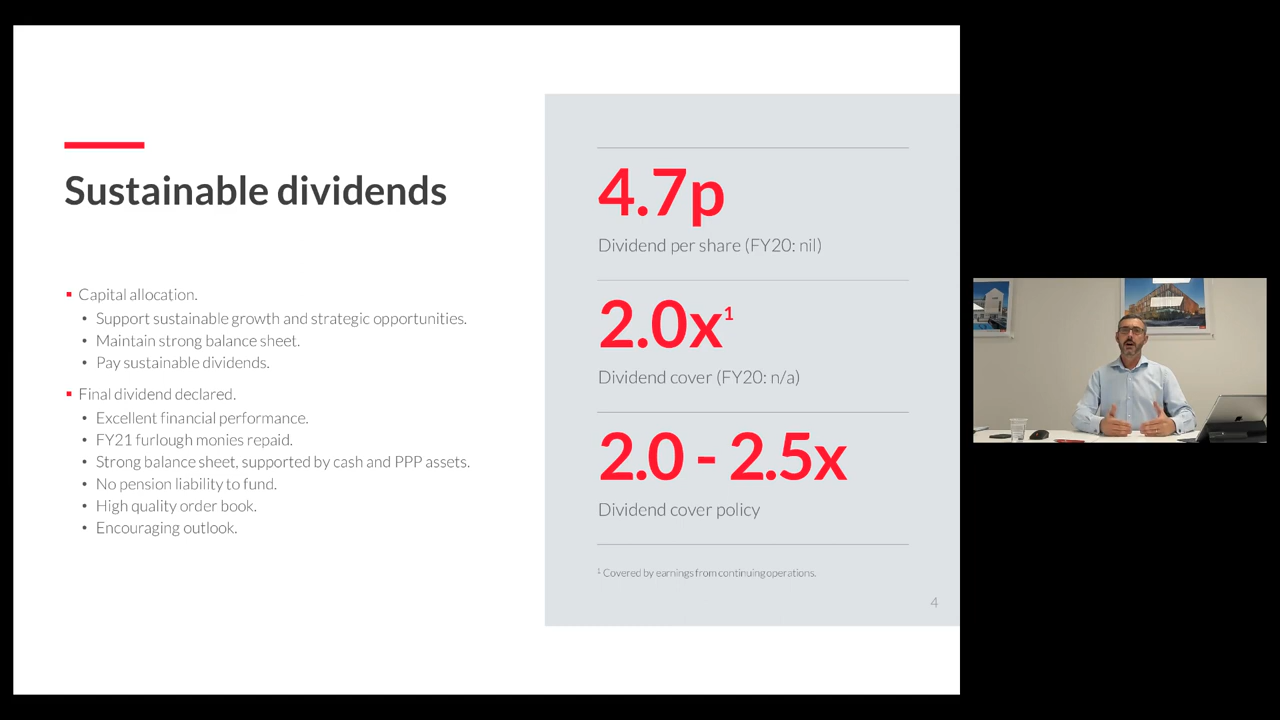 Sustainable dividends
Capital allocation.
Support sustainable growth and strategic opportunities.
Maintain strong balance sheet.
Pay sustainable dividends.
Final dividend declared.
Excellent financial performance.
FY21 furlough monies repaid.
Strong balance sheet, supported by cash and PPP assets.
No pension liability to fund.
High quality order book.
Encouraging outlook.
4.7p
Dividend per share (FY20: nil)
2.0x¹
Dividend cover (FY20: n/a)
2.0 - 2.5x
Dividend cover policy
¹ Covered by earnings from continuing operations.
4